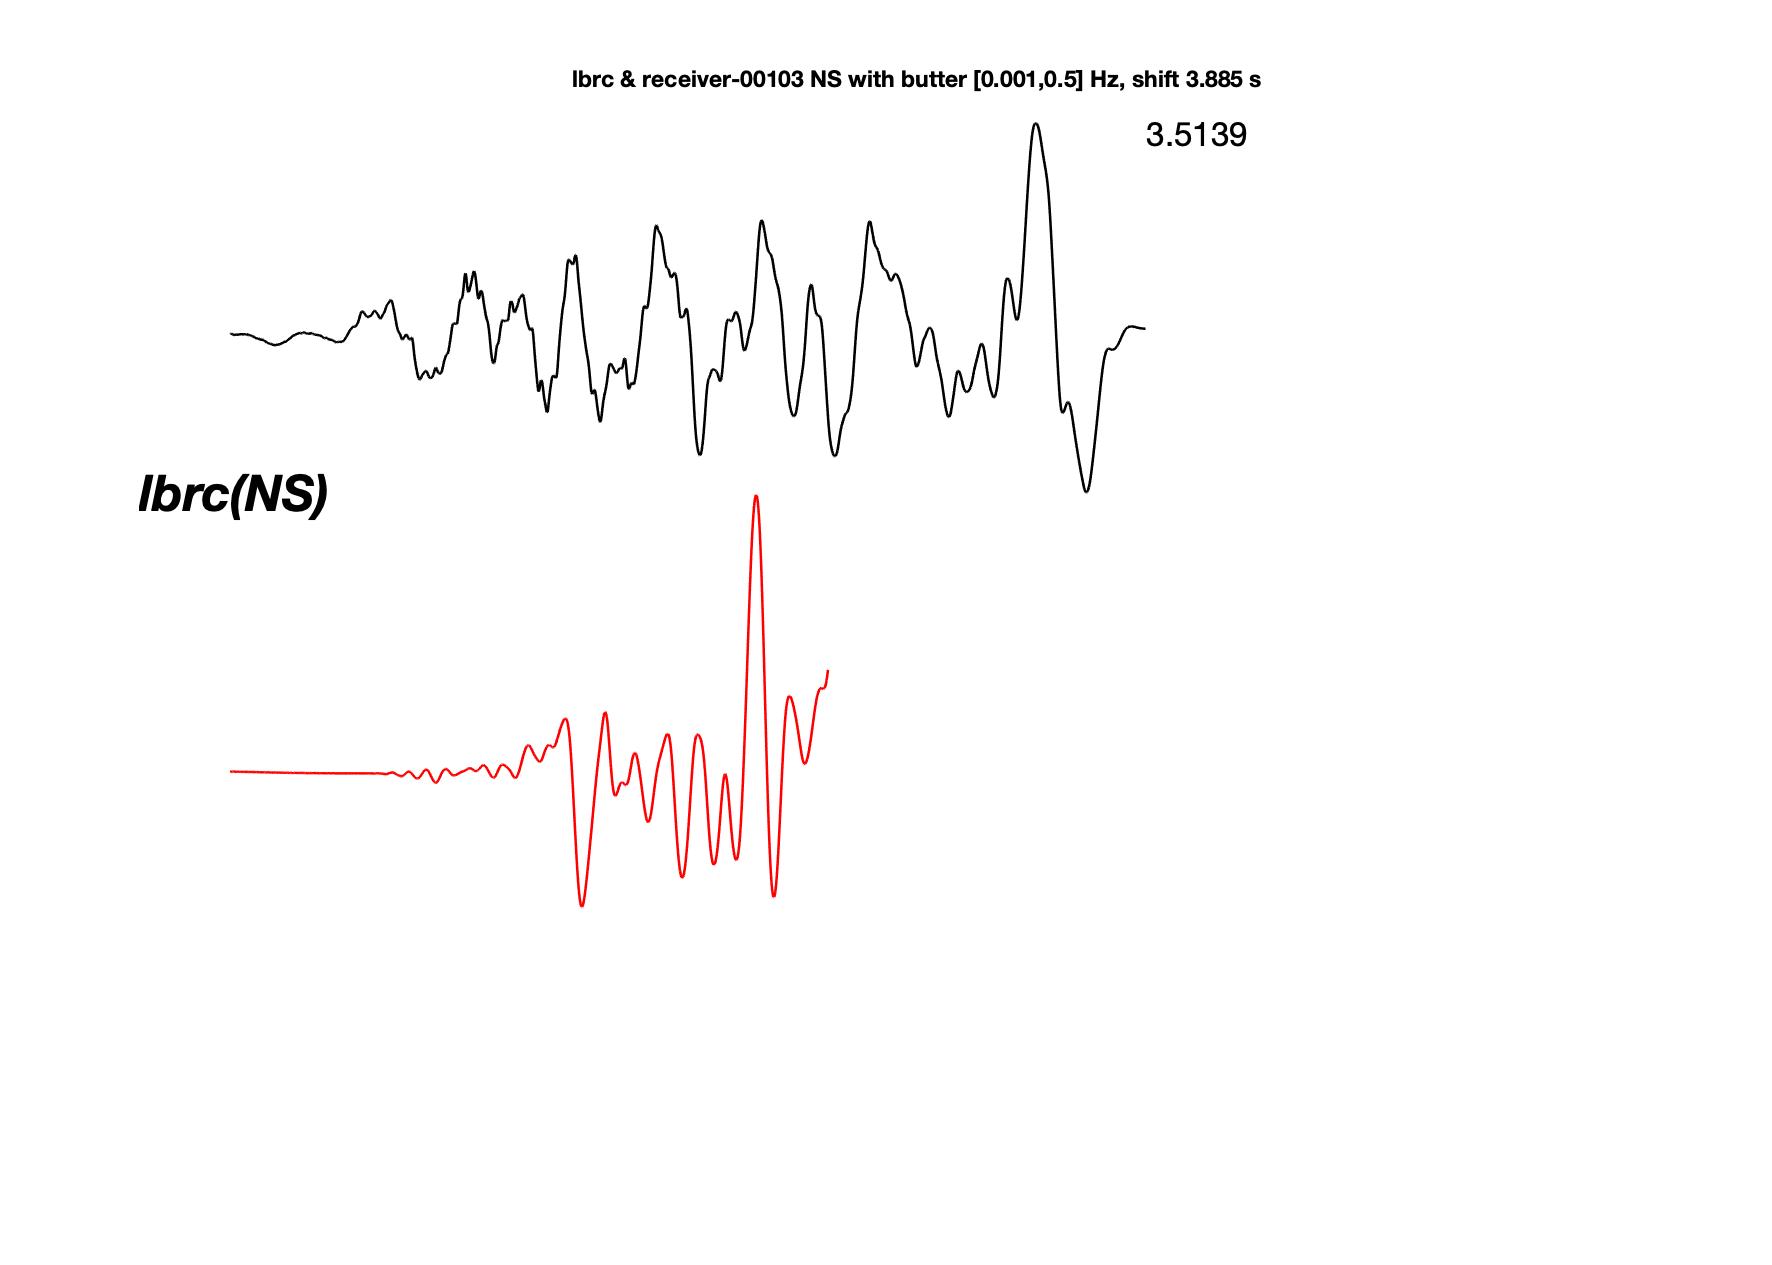 lbrc & receiver-00103 NS with butter [0.001,0.5] Hz, shift 3.885 s
3.5139
lbrc(NS)